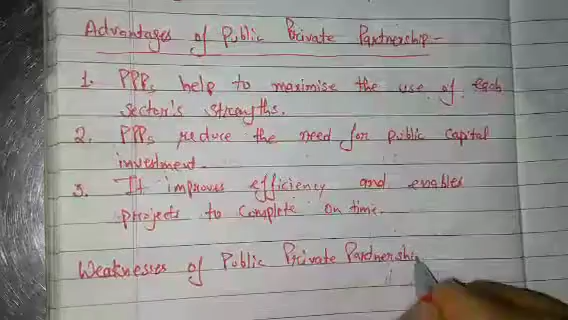 Advantages of Public Private Partnership:-
1. PPPs help to maximise the use of each
sector's strengths.
2. PPPs reduce the need for public capital
investment.
3. It improves efficiency and enables
projects to complete on time.
Weaknesses of Public Private Partnershi